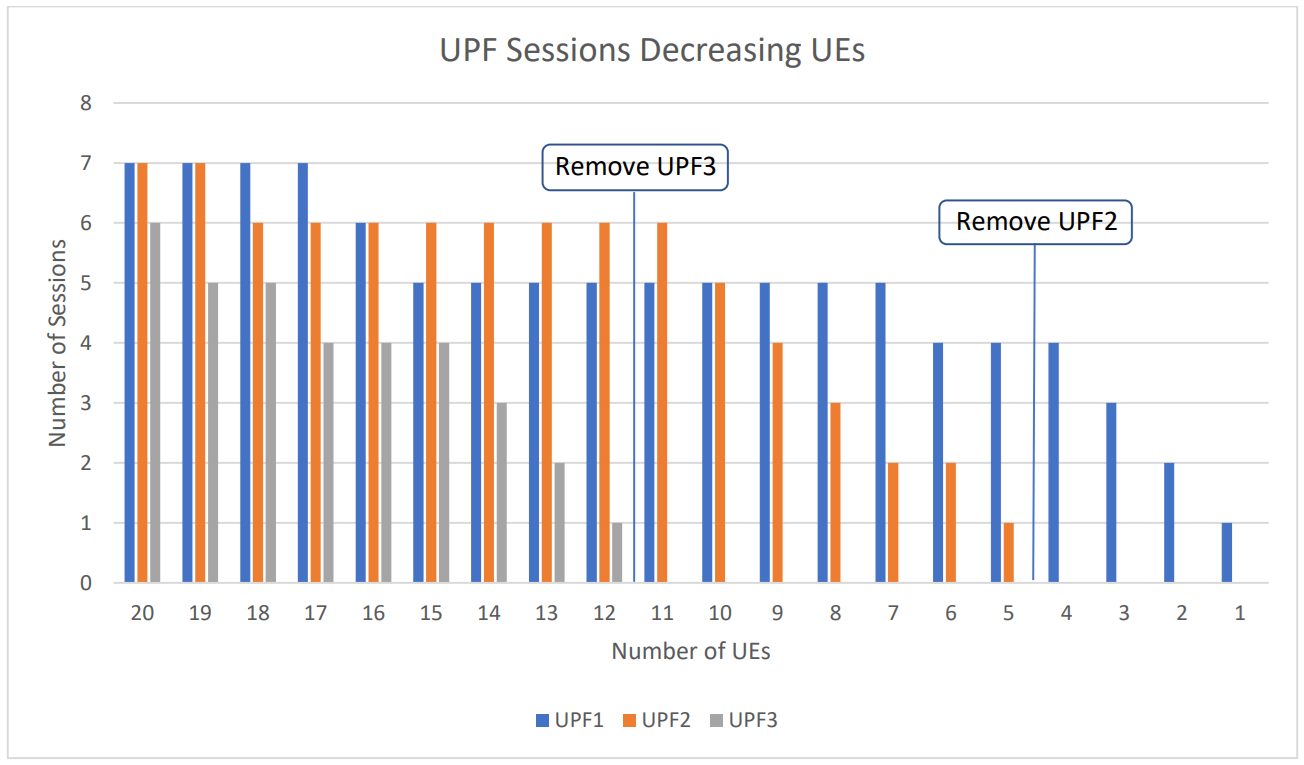 UPF Sessions Decreasing UEs
8
7
6
5
4
3
2
1
0
Number of Sessions
Remove UPF3
Remove UPF2
20 19 18 17 16 15 14 13 12 11 10 9 8 7 6 5 4 3 2 1
Number of UEs
UPF1 UPF2 UPF3